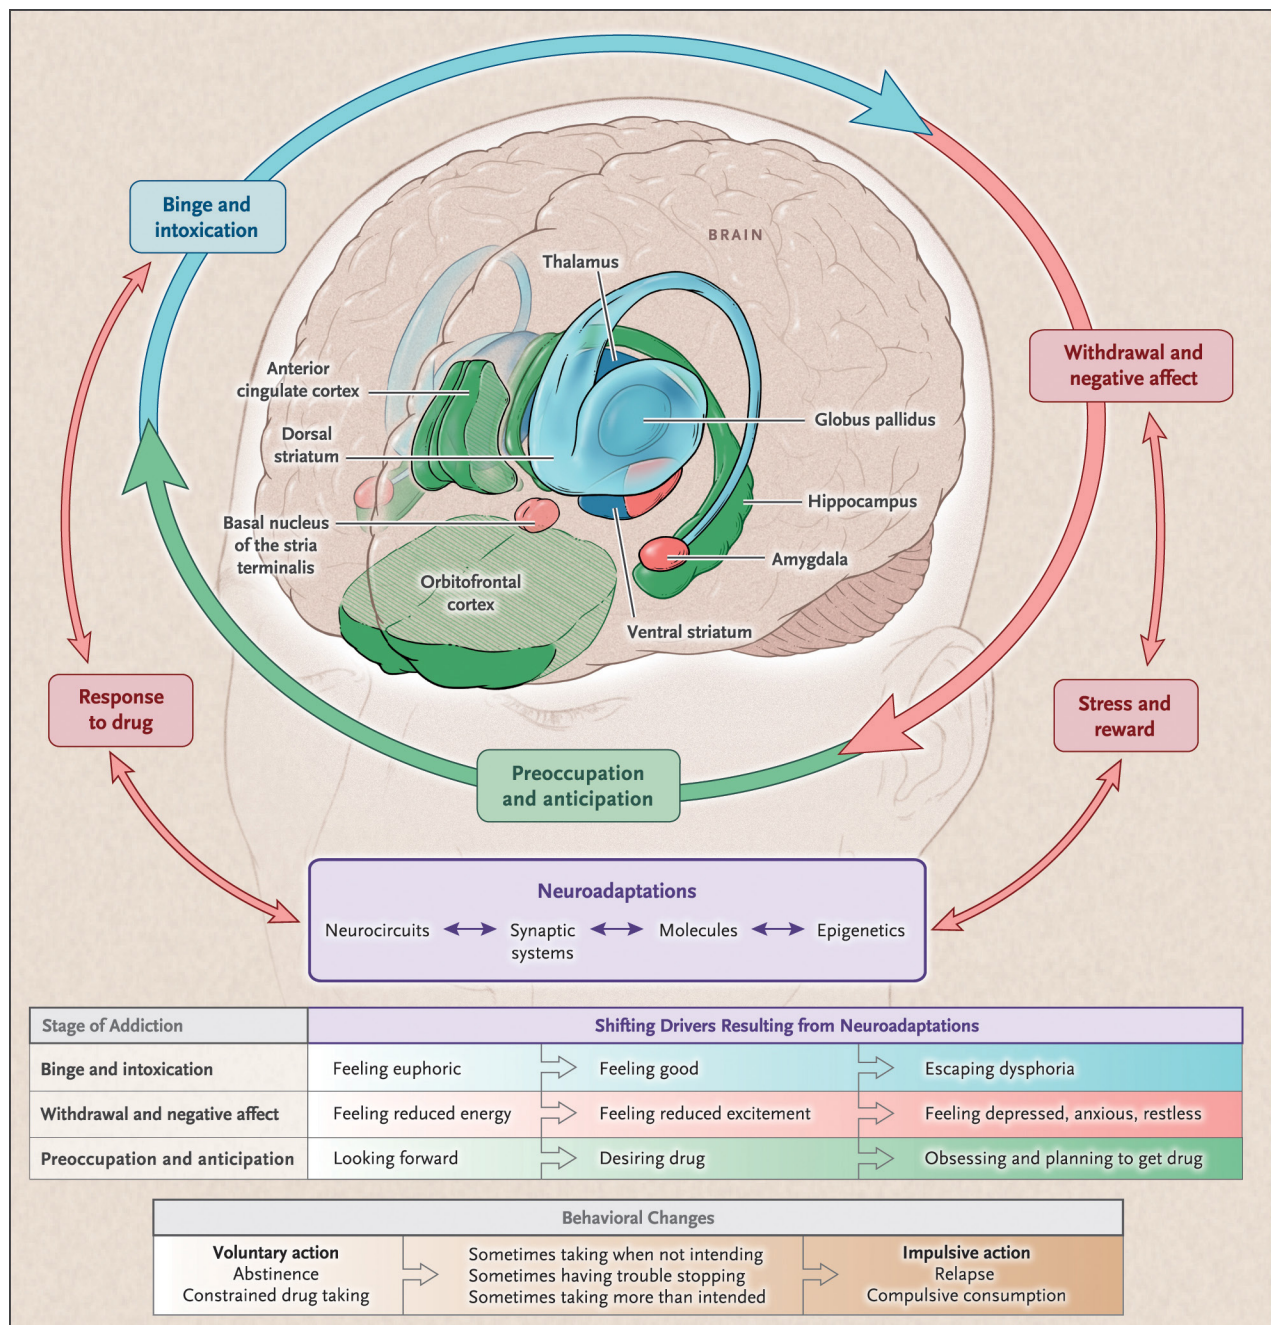 BRAIN
Binge and
intoxication
Thalamus
Anterior
cingulate cortex
Dorsal
striatum
Basal nucleus
of the stria
terminalis
Orbitofrontal
cortex
Globus pallidus
Hippocampus
Amygdala
Ventral striatum
Withdrawal and
negative affect
Response
to drug
Stress and
reward
Preoccupation
and anticipation
Neuroadaptations
Neurocircuits
Synaptic
systems
Molecules
Epigenetics
Stage of Addiction
Shifting Drivers Resulting from Neuroadaptations
Binge and intoxication
Feeling euphoric
Feeling good
Escaping dysphoria
Withdrawal and negative affect
Feeling reduced energy
Feeling reduced excitement
Feeling depressed, anxious, restless
Preoccupation and anticipation
Looking forward
Desiring drug
Obsessing and planning to get drug
Behavioral Changes
Voluntary action
Abstinence
Constrained drug taking
Sometimes taking when not intending
Sometimes having trouble stopping
Sometimes taking more than intended
Impulsive action
Relapse
Compulsive consumption